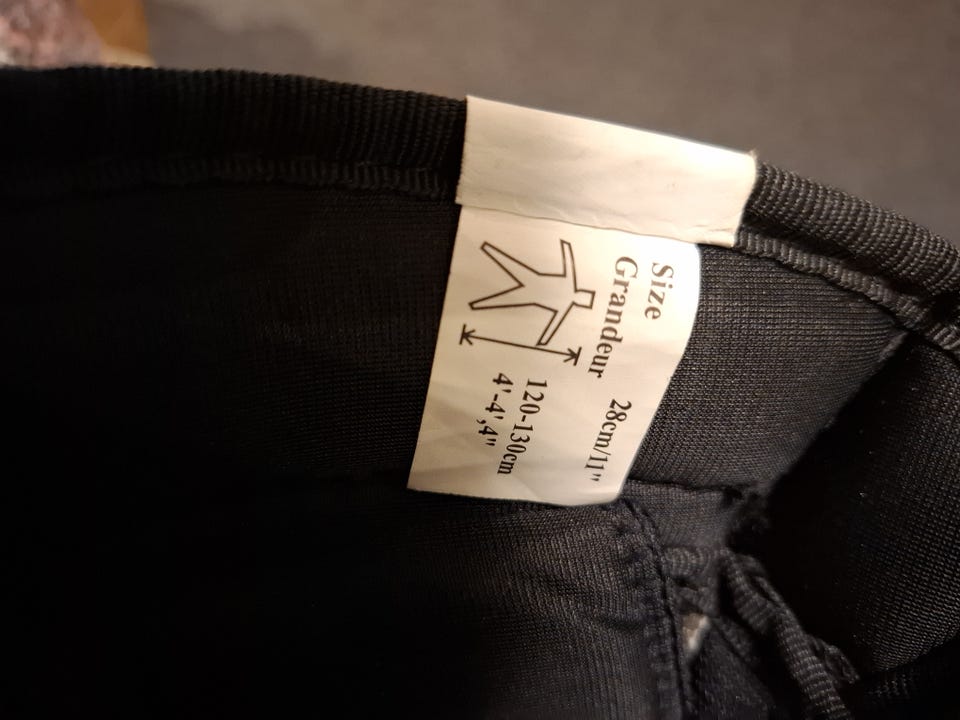 Size
Grandeur 28cm/11"
120-130cm
4'-4',4"